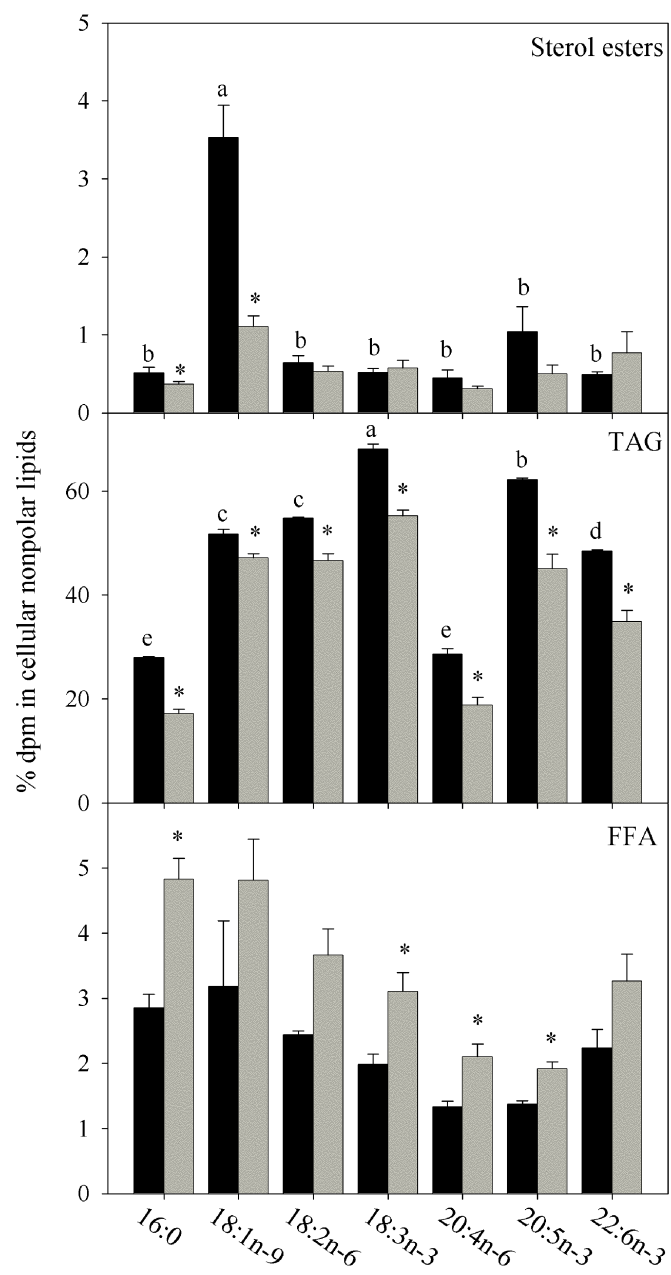 5
Sterol esters
4
a
3
2
*
b
b
1
b
*
b
b
b
b
0
% dpm in cellular nonpolar lipids
TAG
a
60
b
c
*
c
*
*
*
d
40
e
e
*
*
20
*
0
FFA
5
*
4
*
3
*
*
2
1
0
16:0
18:1n-9
18:2n-6
18:3n-3
20:4n-6
20:5n-3
22:6n-3